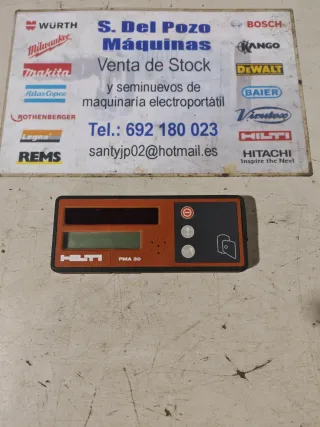 WÜRTH
Milwaukee
makita
Atlas Copco
ROTHENBERGER
REMS
S. Del Pozo
Máquinas
Venta de Stock
y seminuevos de
maquinaria electroportátil
Tel.: 692 180 023
santyjp02@hotmail.es
BOSCH
KANGO
DEWALT
BAIER
Virutex
HILTI
HITACHI
Inspire the Next
HILTI
PMA 30